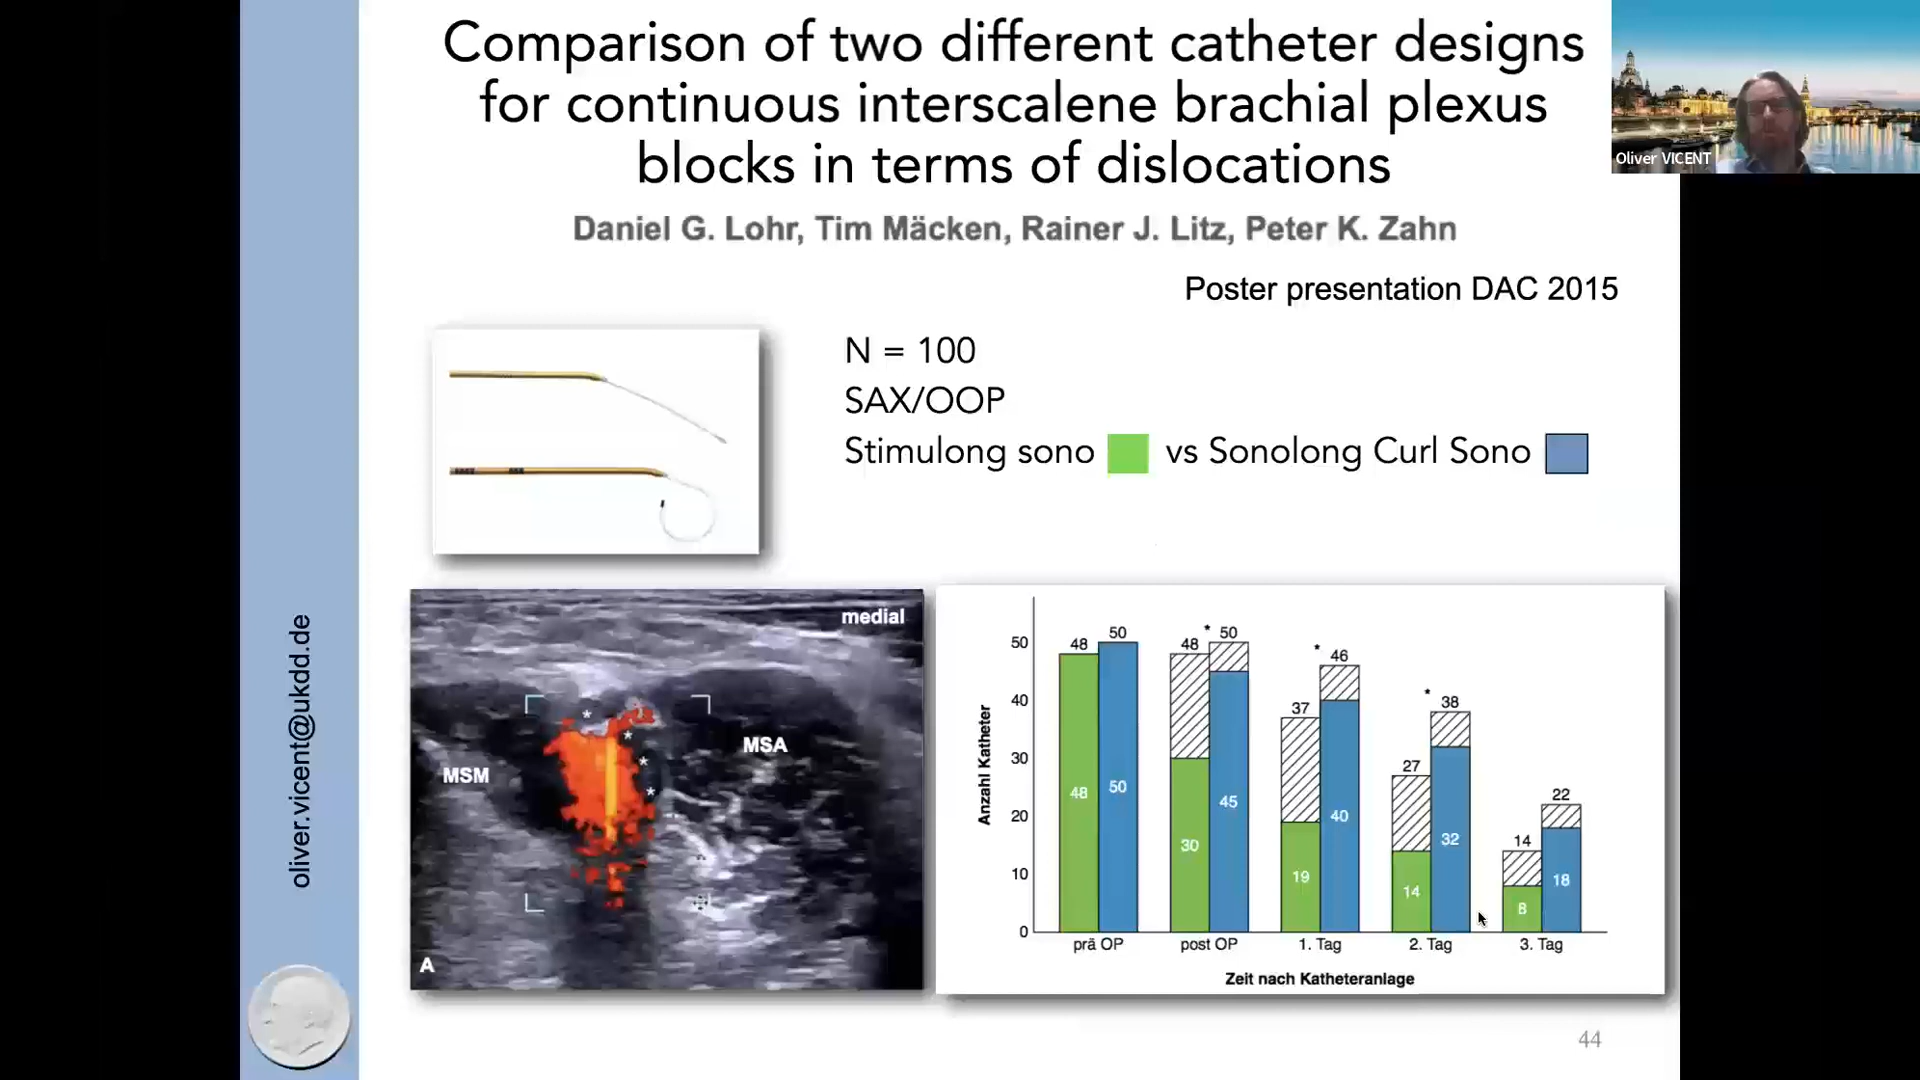 Comparison of two different catheter designs
for continuous interscalene brachial plexus
blocks in terms of dislocations
Daniel G. Lohr, Tim Mäcken, Rainer J. Litz, Peter K. Zahn
Poster presentation DAC 2015
Oliver VICENT
N = 100
SAX/OOP
Stimulong sono vs Sonolong Curl Sono
oliver.vicent@ukdd.de
medial
MSA
MSM
*
*
*
*
A
Anzahl Katheter
50
40
30
20
10
0
48 50
48 * 50
* 46
37
* 38
27
22
14
48 50
30 45
19 40
14 32
8 18
prä OP post OP 1. Tag 2. Tag 3. Tag
Zeit nach Katheteranlage
44